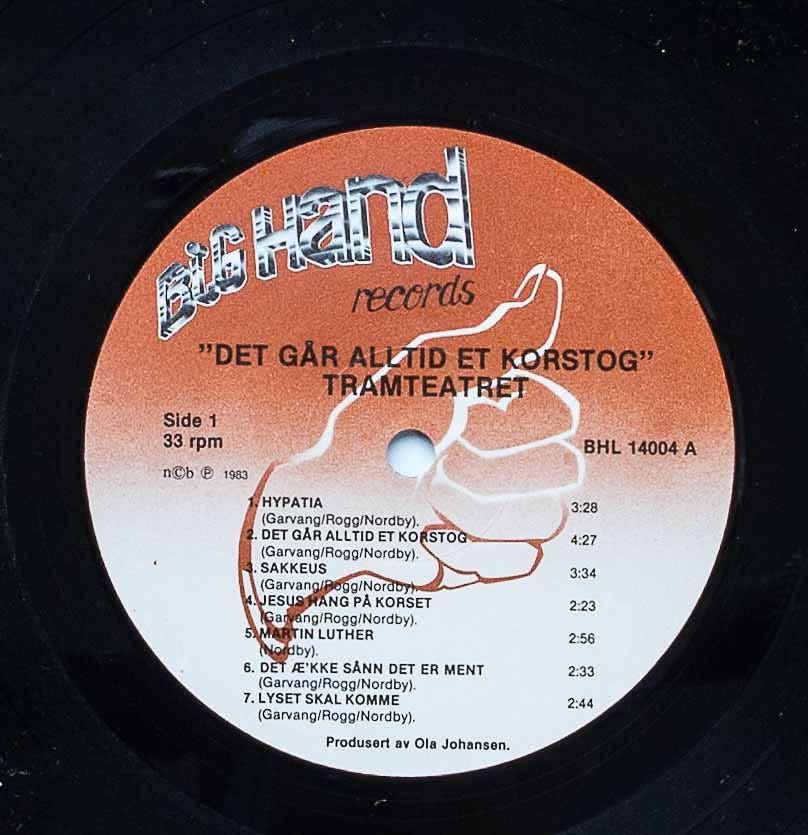 BiG Hand
records
"DET GÅR ALLTID ET KORSTOG"
TRAMTEATRET
Side 1
33 rpm
BHL 14004 A
n©b ℗ 1983
1. HYPATIA 3:28
(Garvang/Rogg/Nordby).
2. DET GÅR ALLTID ET KORSTOG 4:27
(Garvang/Rogg/Nordby).
3. SAKKEUS 3:34
(Garvang/Rogg/Nordby).
4. JESUS HANG PÅ KORSET 2:23
(Garvang/Rogg/Nordby).
5. MARTIN LUTHER 2:56
(Nordby).
6. DET Æ'KKE SÅNN DET ER MENT 2:33
(Garvang/Rogg/Nordby).
7. LYSET SKAL KOMME 2:44
(Garvang/Rogg/Nordby).
Produsert av Ola Johansen.